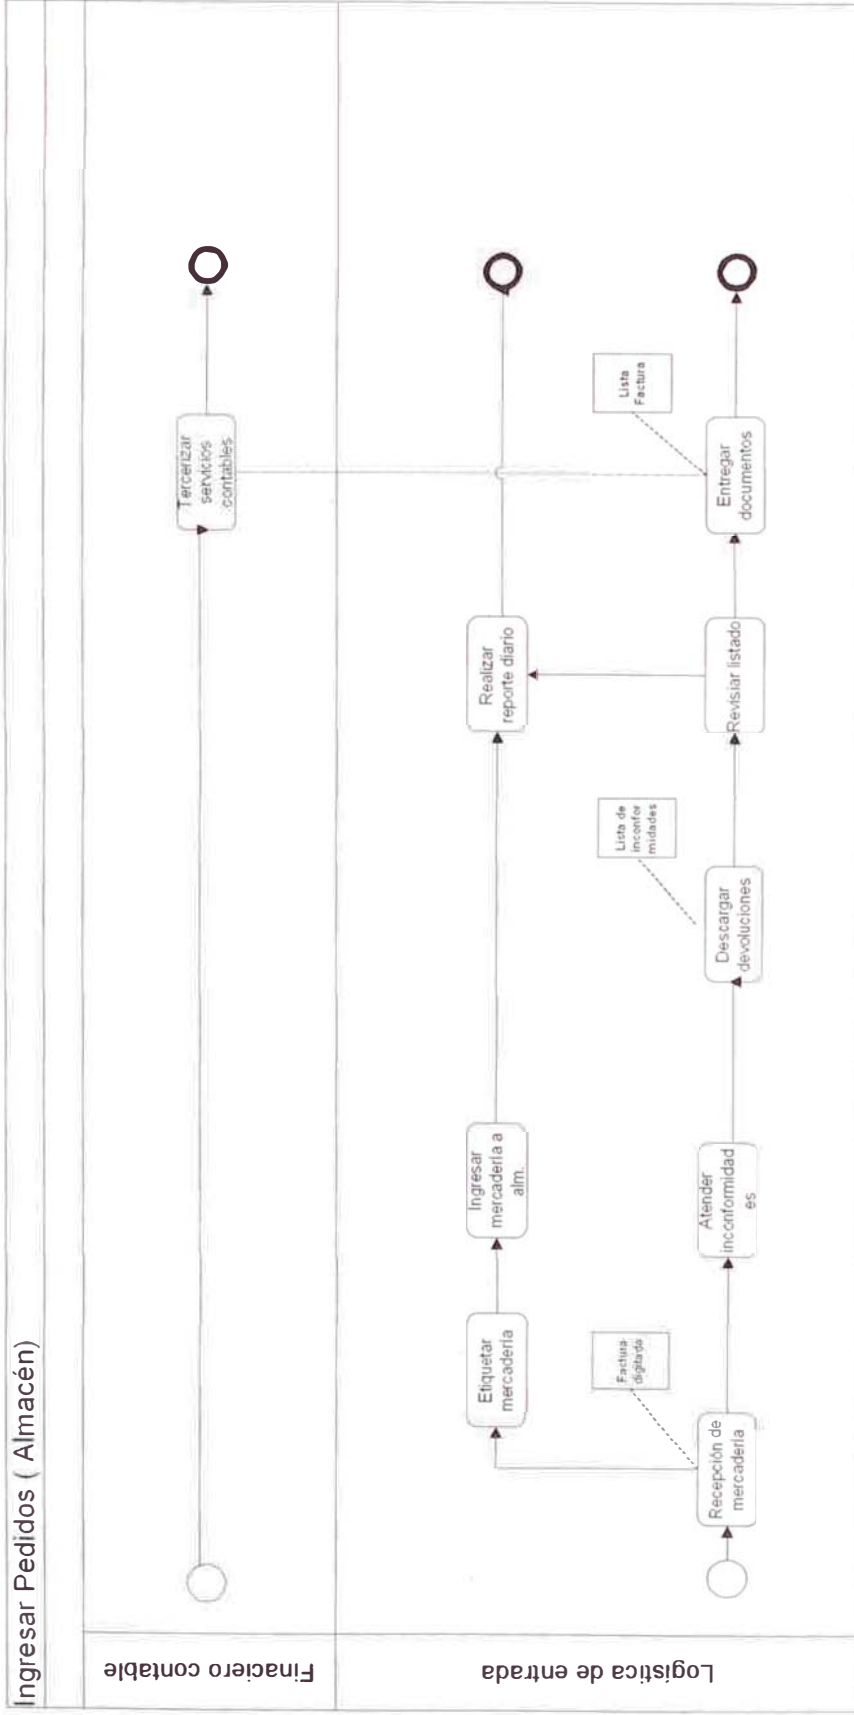 Ingresar Pedidos ( Almacén)
Finaciero contable
Tercerizar
servicios
contables
Logística de entrada
Etiquetar
mercadería
Ingresar
mercadería a
alm.
Realizar
reporte diario
Factura
digitada
Lista de
inconfor
midades
Lista
Factura
Recepción de
mercadería
Atender
inconformidad
es
Descargar
devoluciones
Revisiar listado
Entregar
documentos